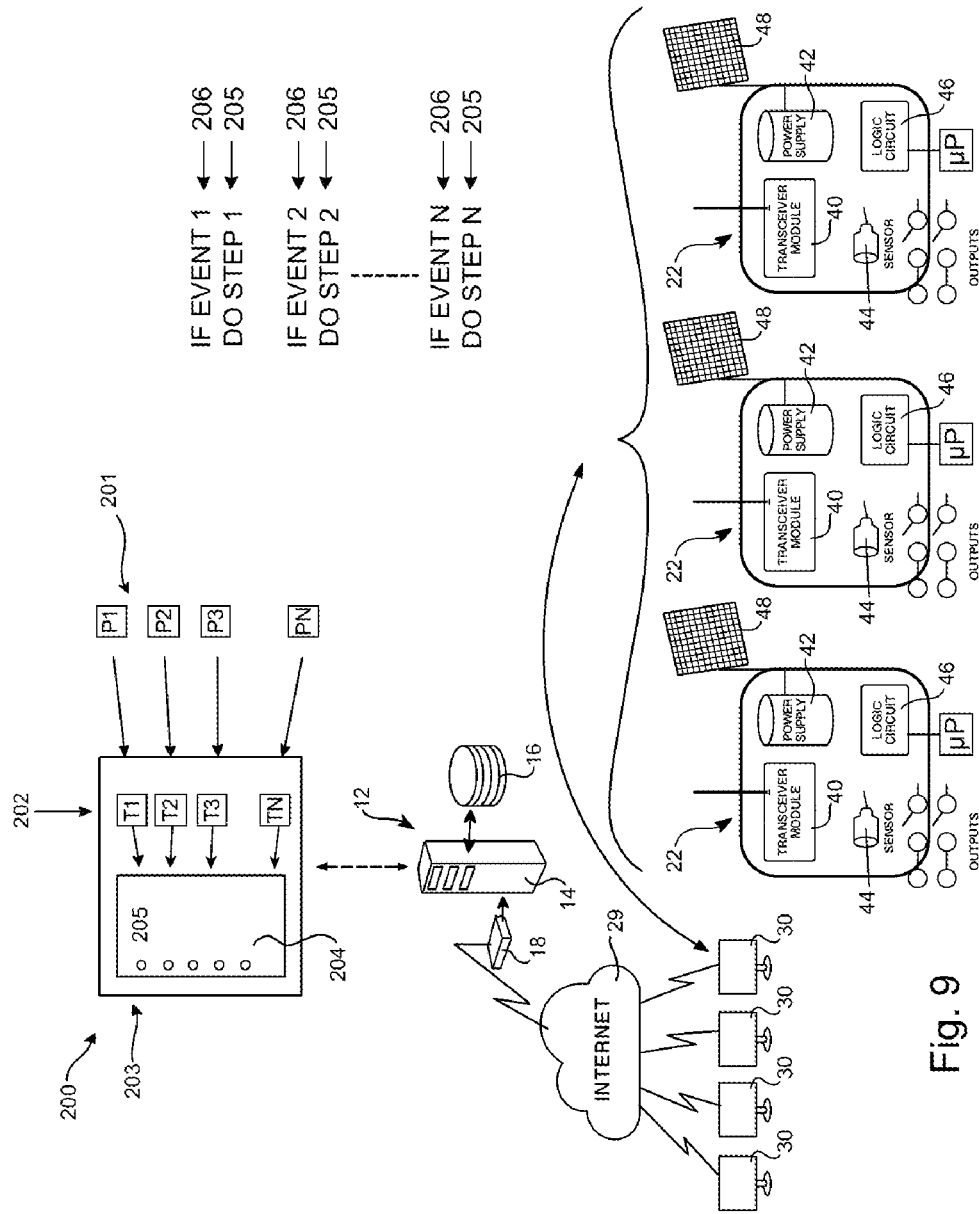 200
203
202
201
T1
T2
T3
TN
205
204
P1
P2
P3
PN
IF EVENT 1 206
DO STEP 1 205
IF EVENT 2 206
DO STEP 2 205
IF EVENT N 206
DO STEP N 205
12
14
16
18
INTERNET
29
30
30
30
30
22
TRANSCEIVER
MODULE
40
POWER
SUPPLY
42
48
44
SENSOR
LOGIC
CIRCUIT
46
OUTPUTS
µP
22
TRANSCEIVER
MODULE
40
POWER
SUPPLY
42
48
44
SENSOR
LOGIC
CIRCUIT
46
OUTPUTS
µP
22
TRANSCEIVER
MODULE
40
POWER
SUPPLY
42
48
44
SENSOR
LOGIC
CIRCUIT
46
OUTPUTS
µP
Fig. 9